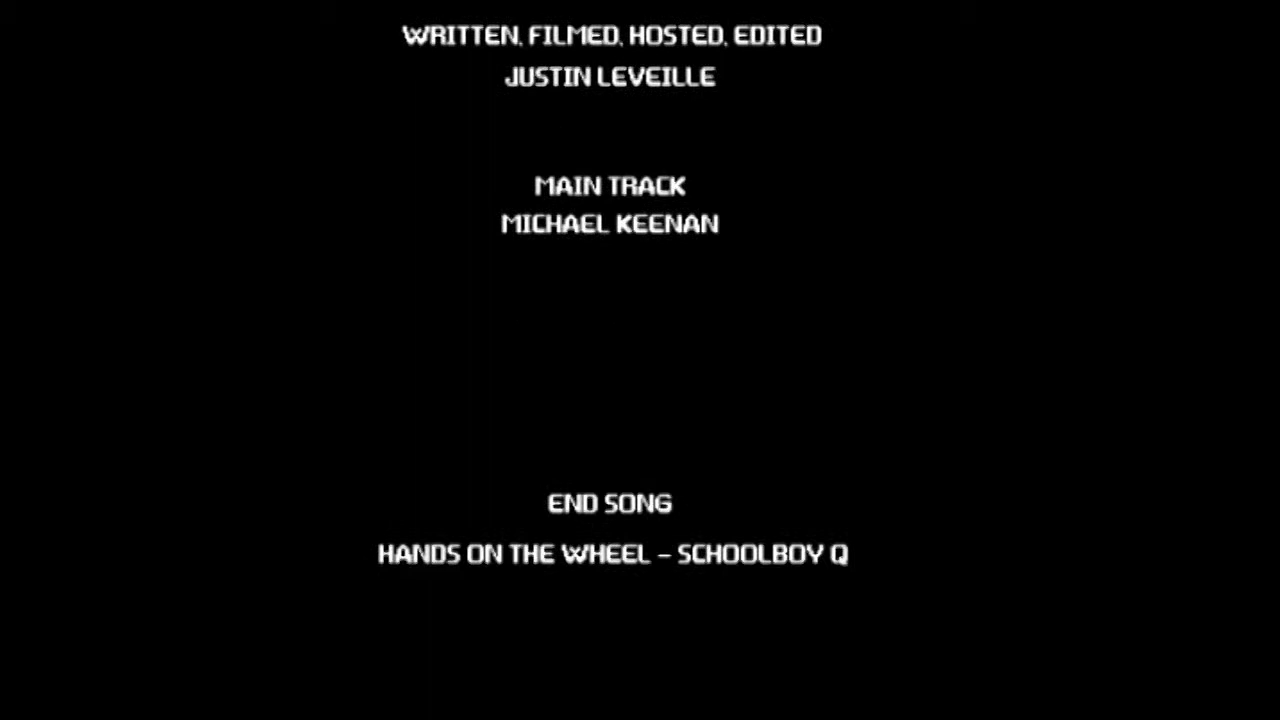 WRITTEN, FILMED, HOSTED, EDITED
JUSTIN LEVEILLE
MAIN TRACK
MICHAEL KEENAN
END SONG
HANDS ON THE WHEEL – SCHOOLBOY Q